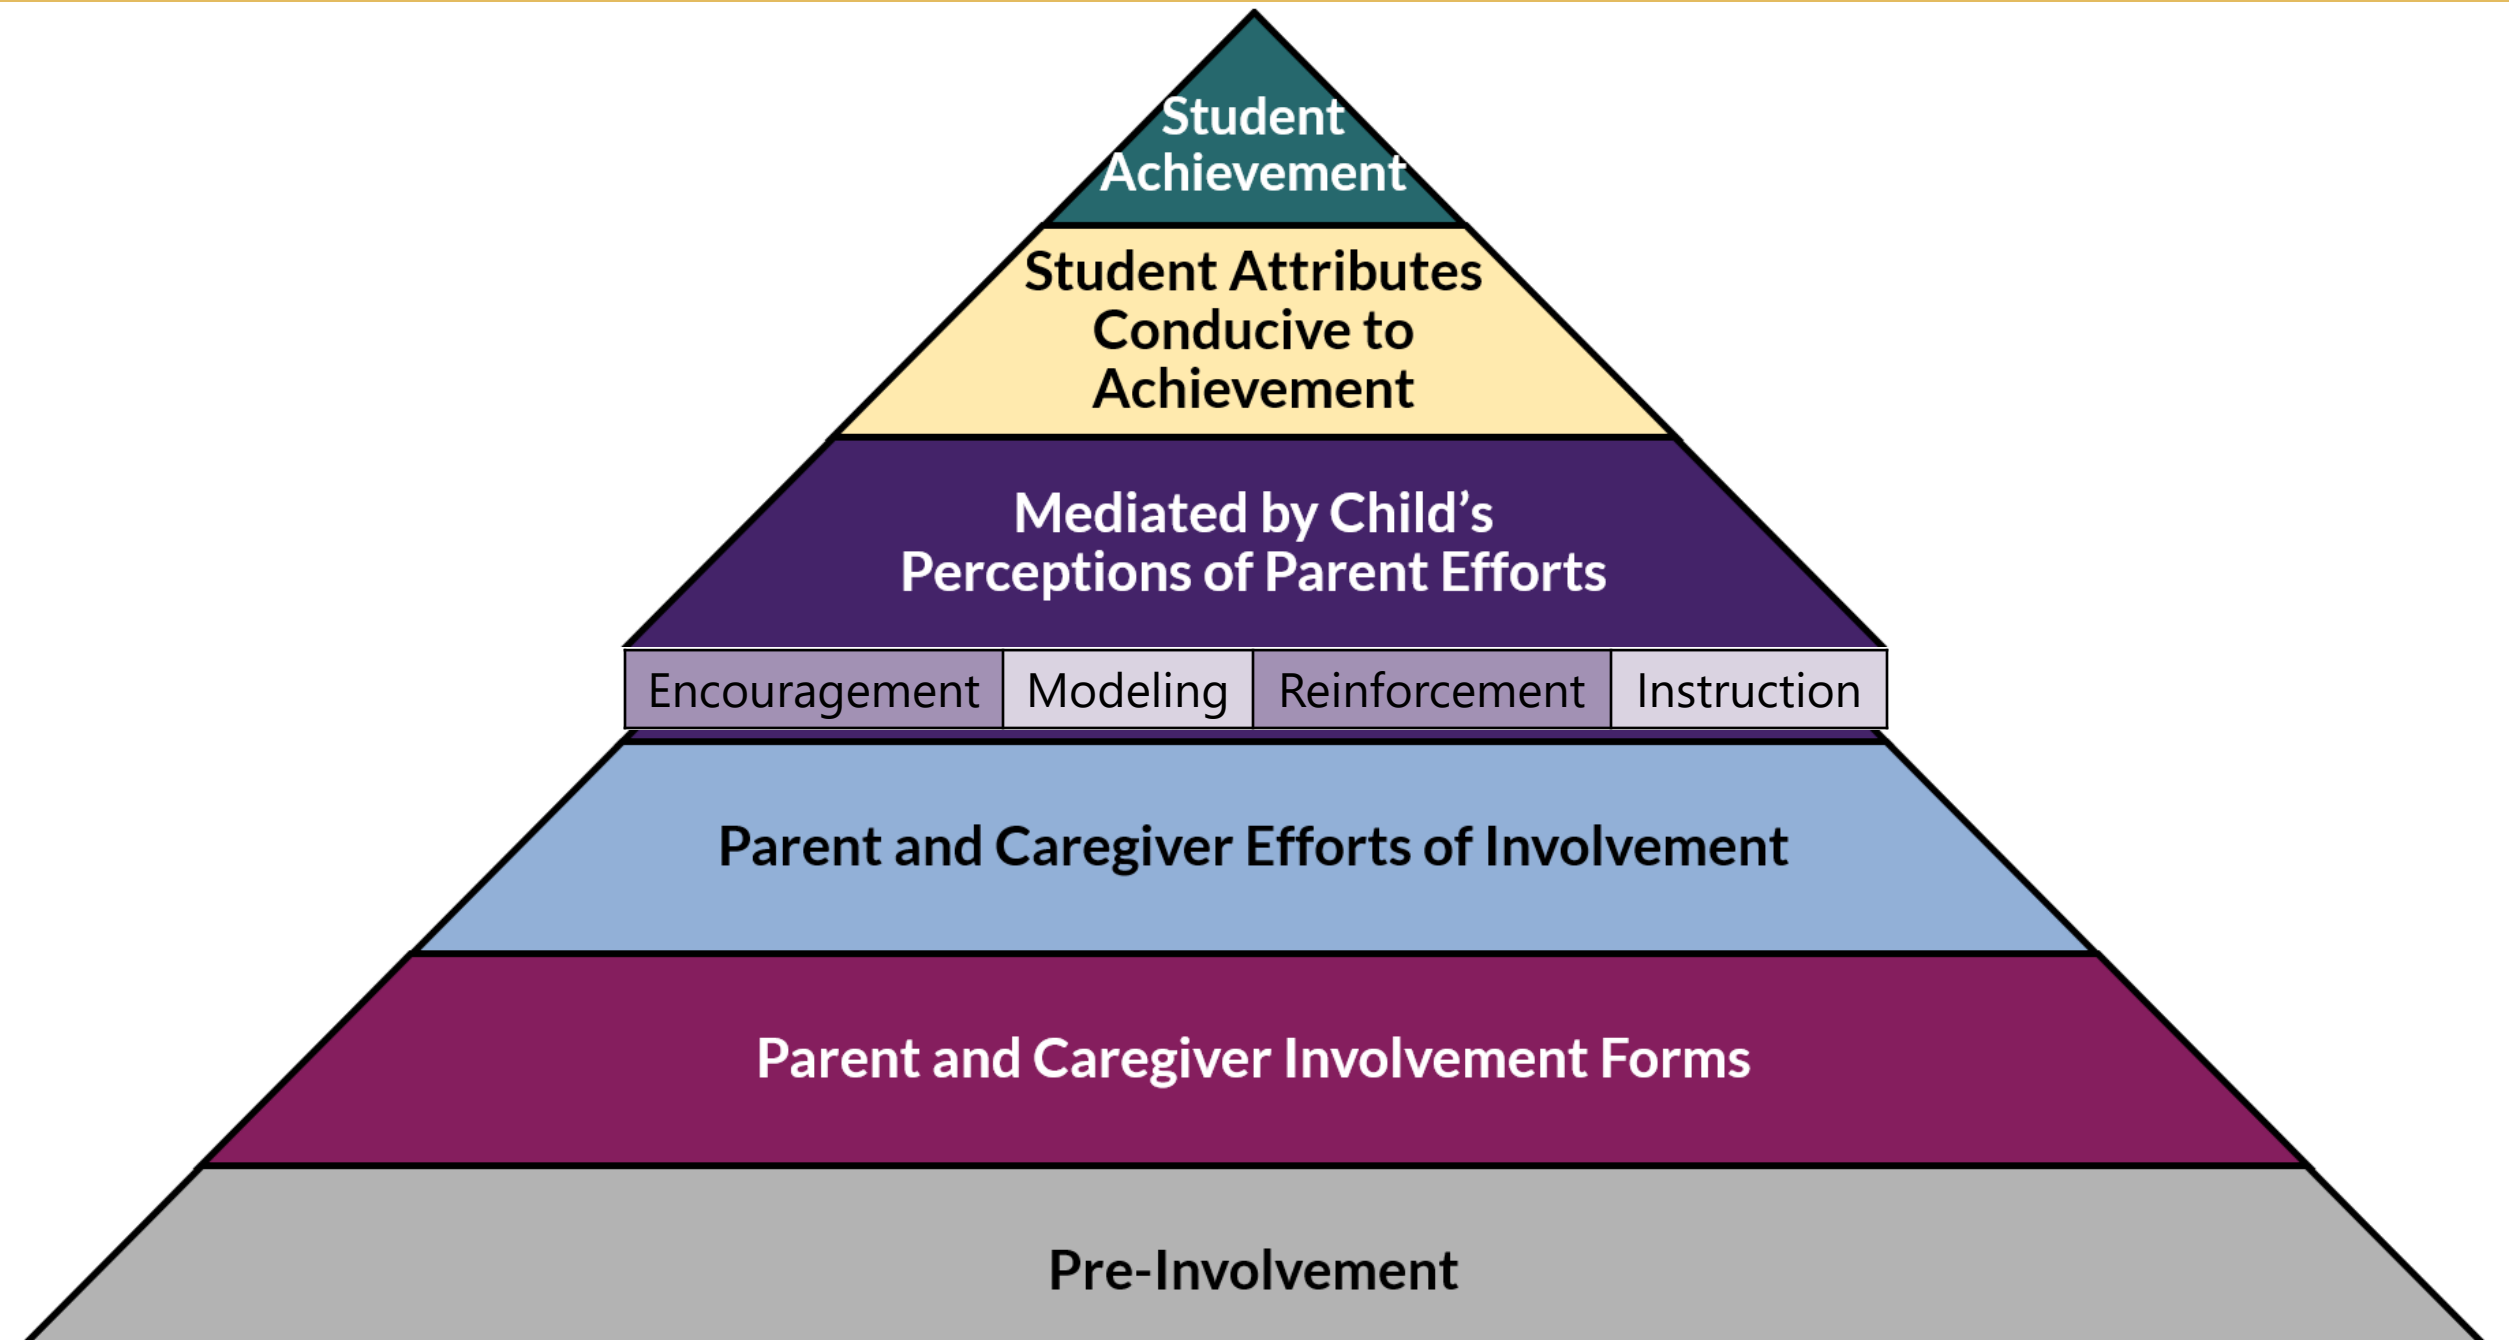 Student
Achievement
Student Attributes
Conducive to
Achievement
Mediated by Child’s
Perceptions of Parent Efforts
Encouragement Modeling Reinforcement Instruction
Parent and Caregiver Efforts of Involvement
Parent and Caregiver Involvement Forms
Pre-Involvement